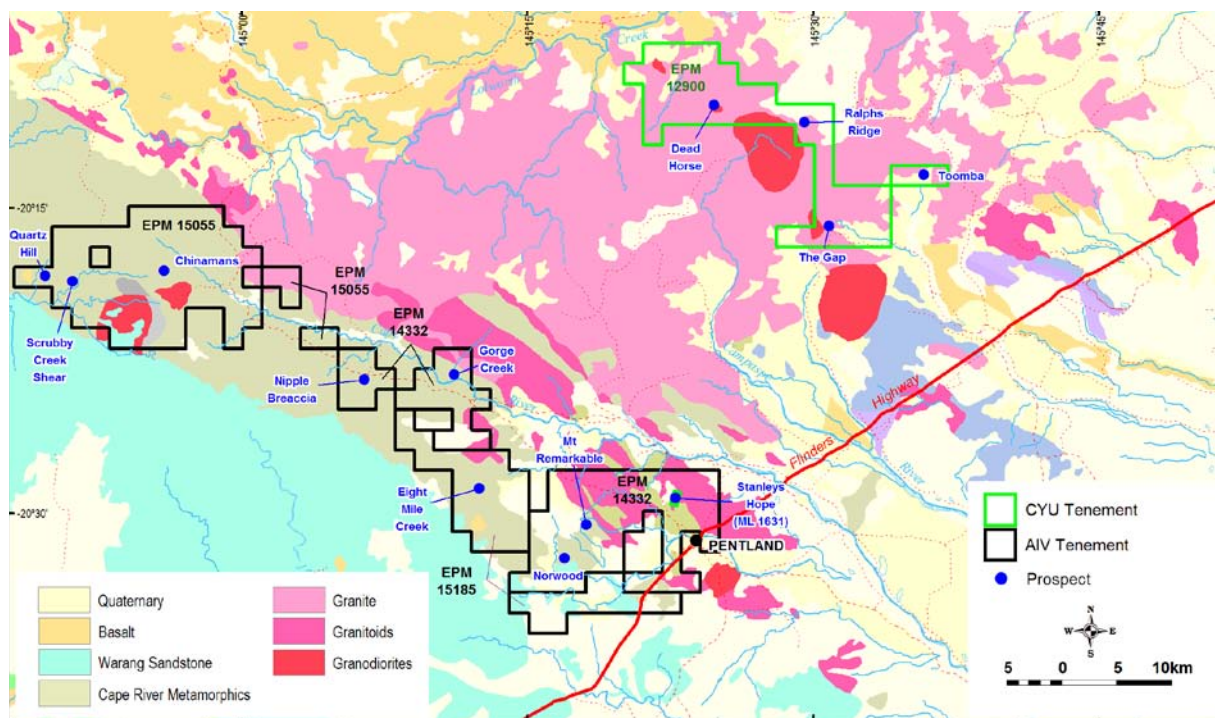 145°00'
145°15'
145°30'
145°45'
Creek
Lolworth
EPM
12900
Ralphs
Ridge
Dead
Horse
Toomba
-20°15'
EPM 15055
Quartz
Hill
Chinamans
The Gap
EPM
15055
EPM
14332
Scrubby
Creek
Shear
Gorge
Creek
Nipple
Breaccia
River
Campaspe
River
Flinders
Highway
Mt
Remarkable
EPM
14332
Stanleys
Hope
(ML 1631)
Eight
Mile
Creek
-20°30'
PENTLAND
Norwood
EPM
15185
CYU Tenement
AIV Tenement
Prospect
Quaternary
Basalt
Warang Sandstone
Cape River Metamorphics
Granite
Granitoids
Granodiorites
N
W E
S
5 0 5 10km